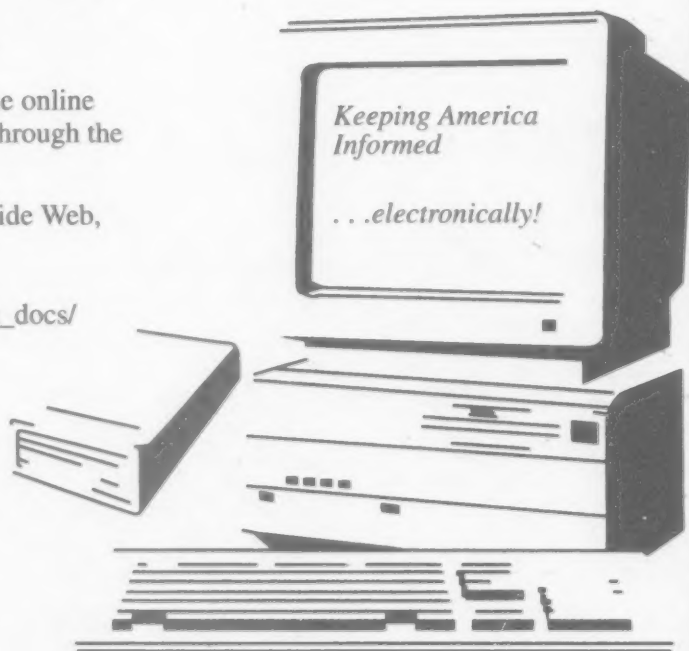 e online
hrough the
ide Web,
_docs/
Keeping America
Informed
. . .electronically!